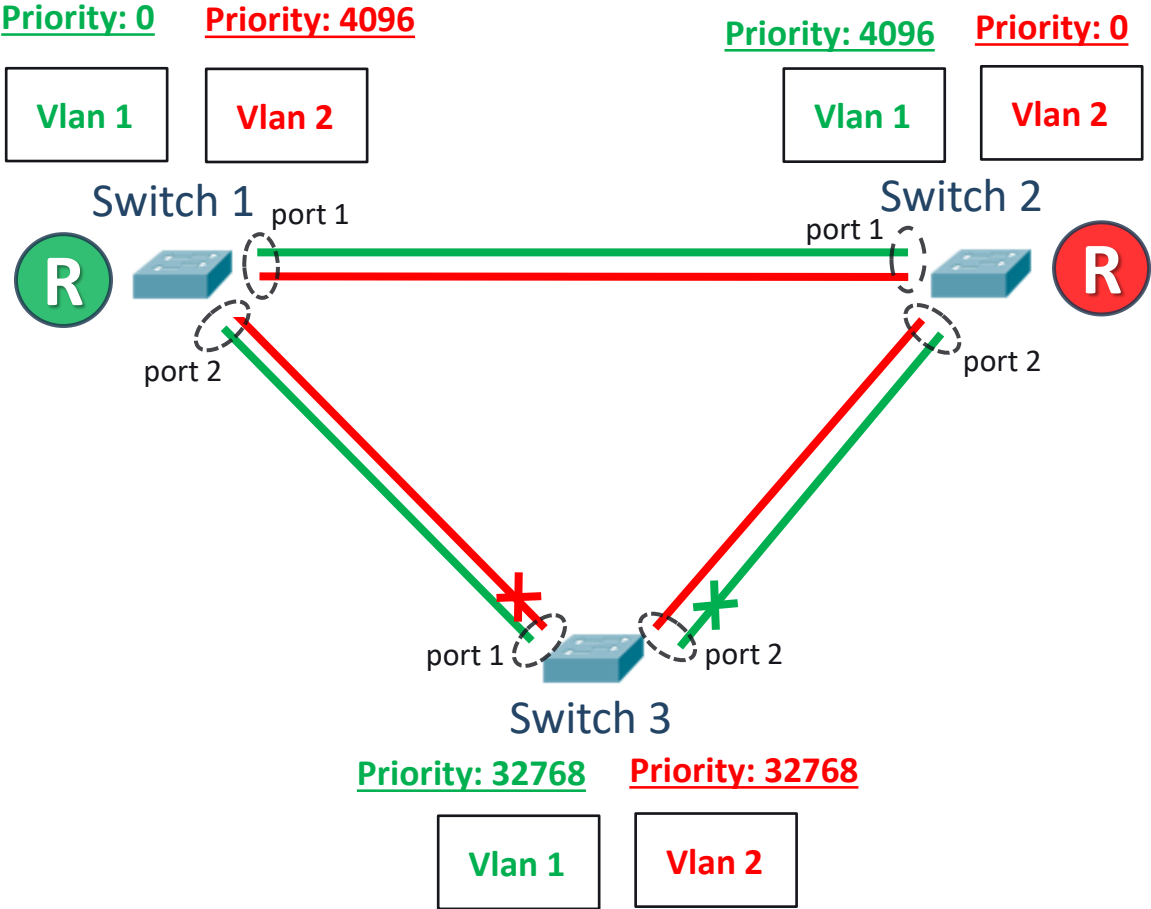 Priority: 0
Priority: 4096
Priority: 4096
Priority: 0
Vlan 1
Vlan 2
Vlan 1
Vlan 2
Switch 1
Switch 2
port 1
port 1
R
R
port 2
port 2
port 1
port 2
Switch 3
Priority: 32768
Priority: 32768
Vlan 1
Vlan 2